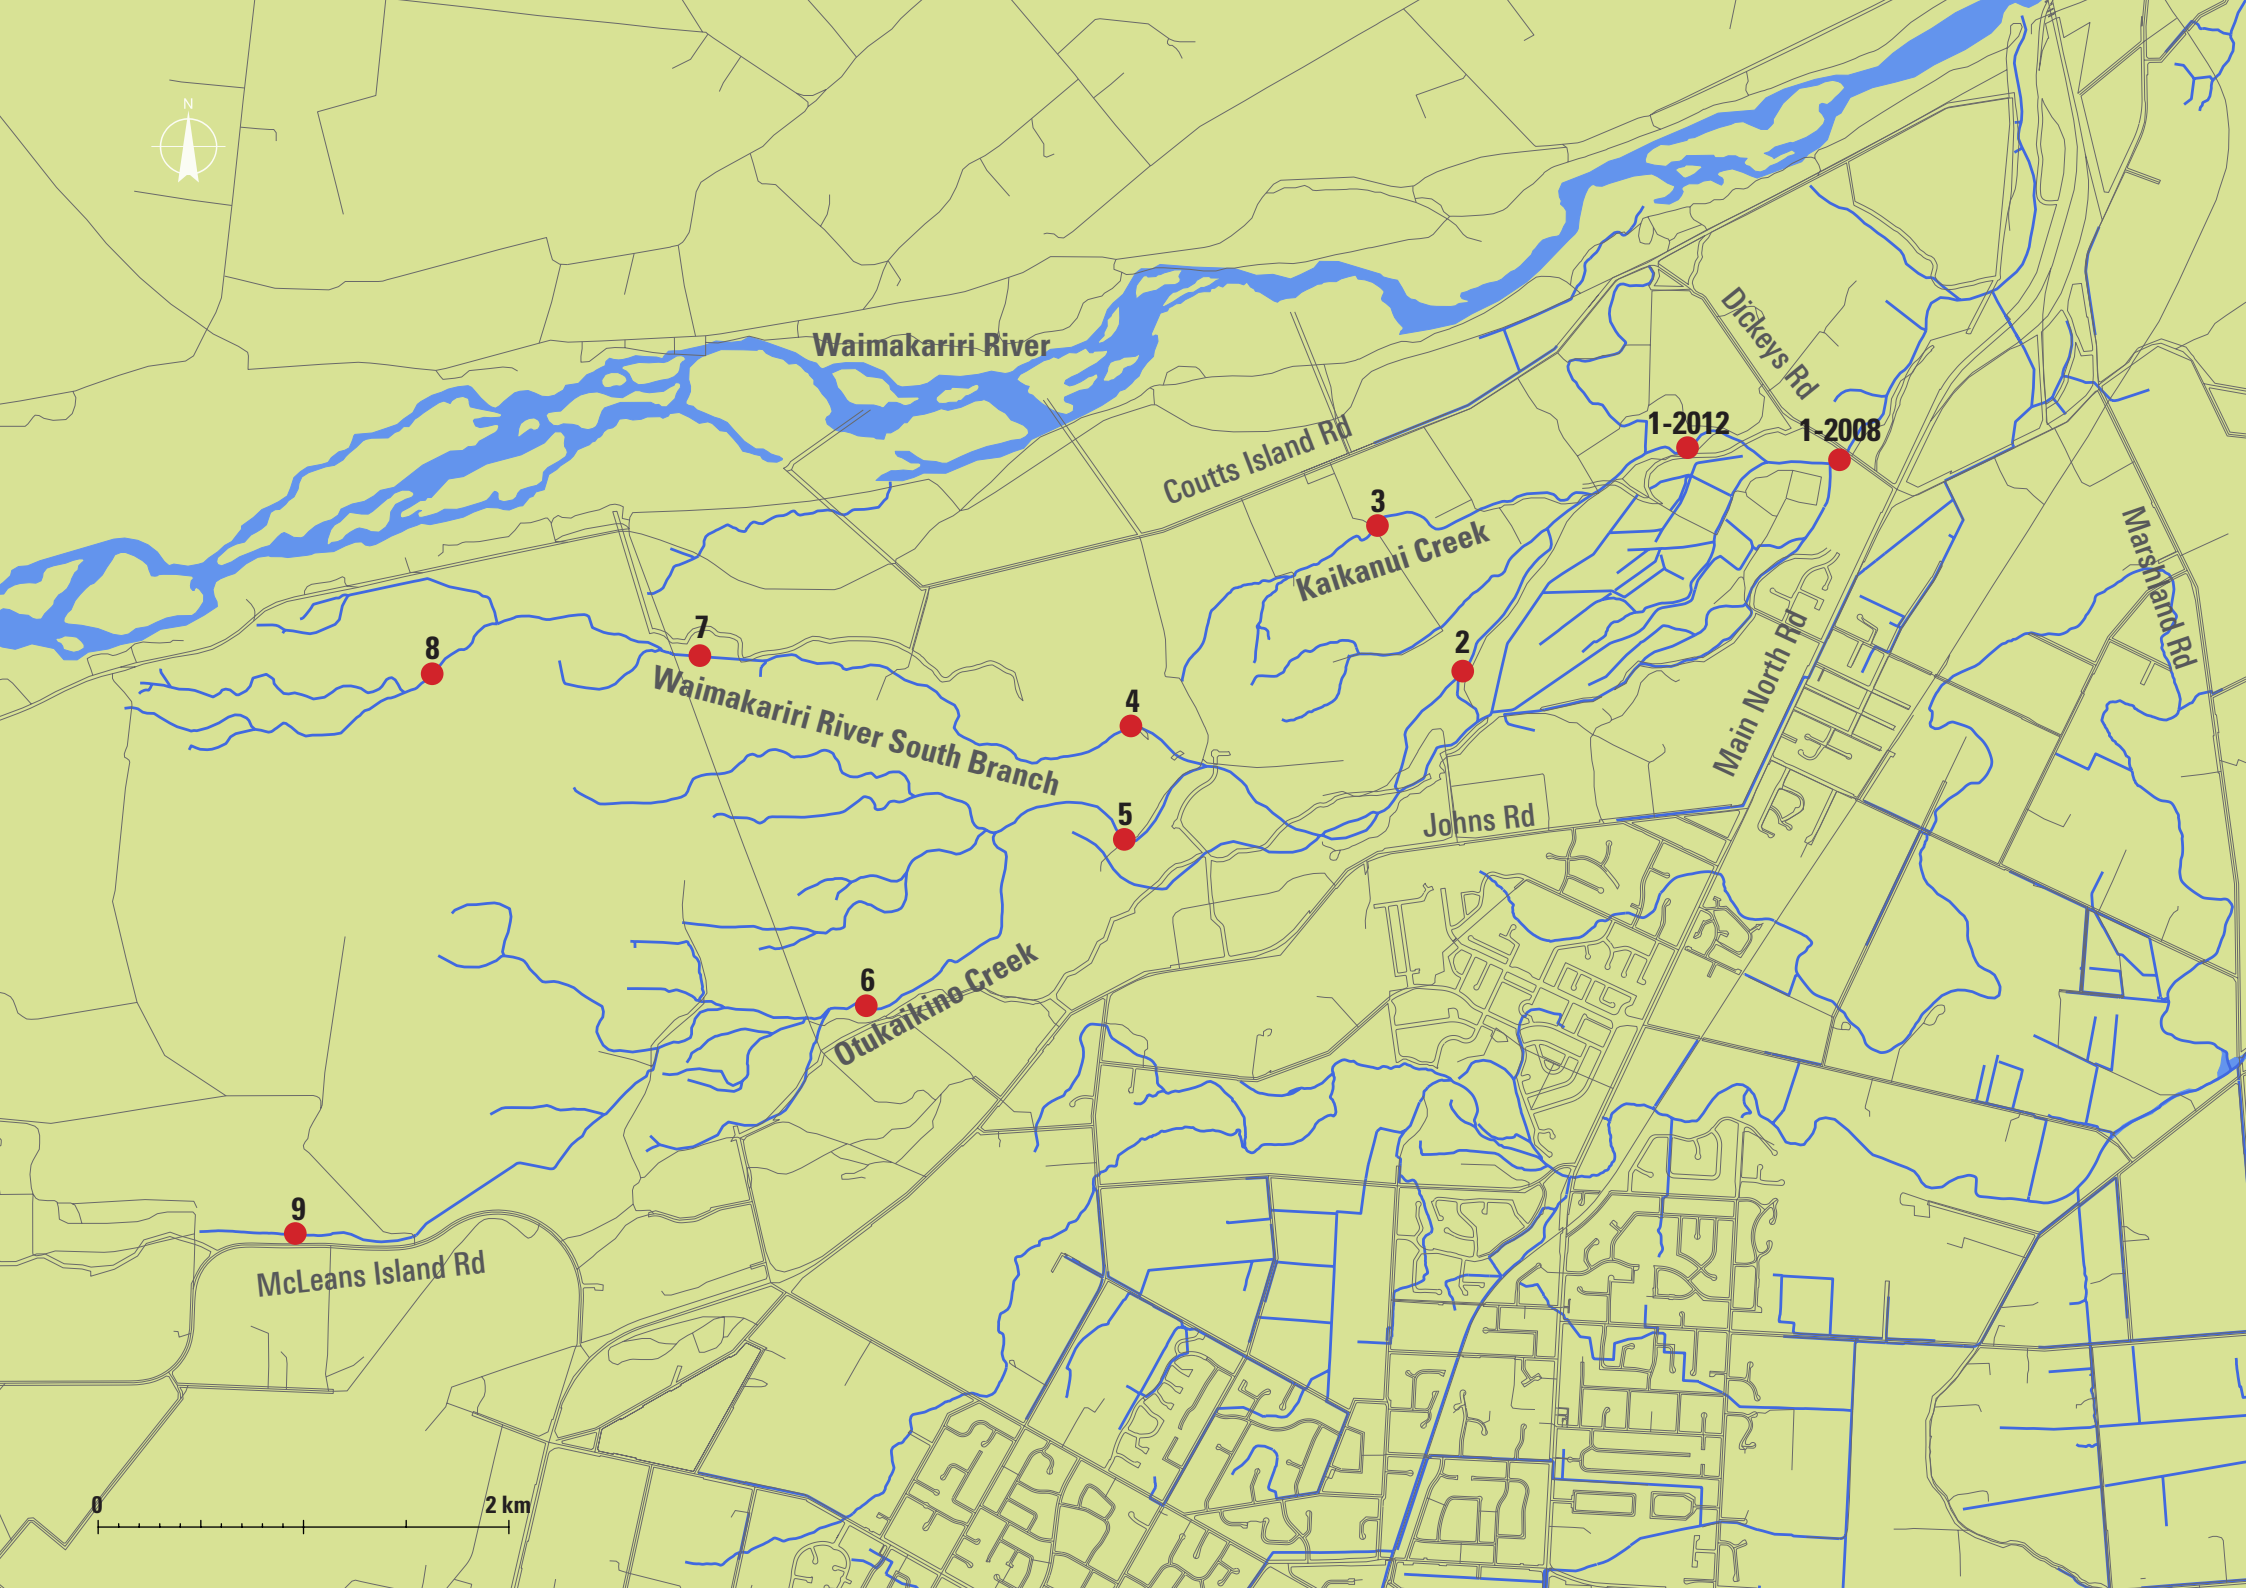 N
Waimakariri River
Dickeys Rd
1-2012
1-2008
Coutts Island Rd
3
Kaikanui Creek
Marshland Rd
7
8
2
Waimakariri River South Branch
4
Main North Rd
5
Johns Rd
6
Otukaikino Creek
9
McLeans Island Rd
0
2 km